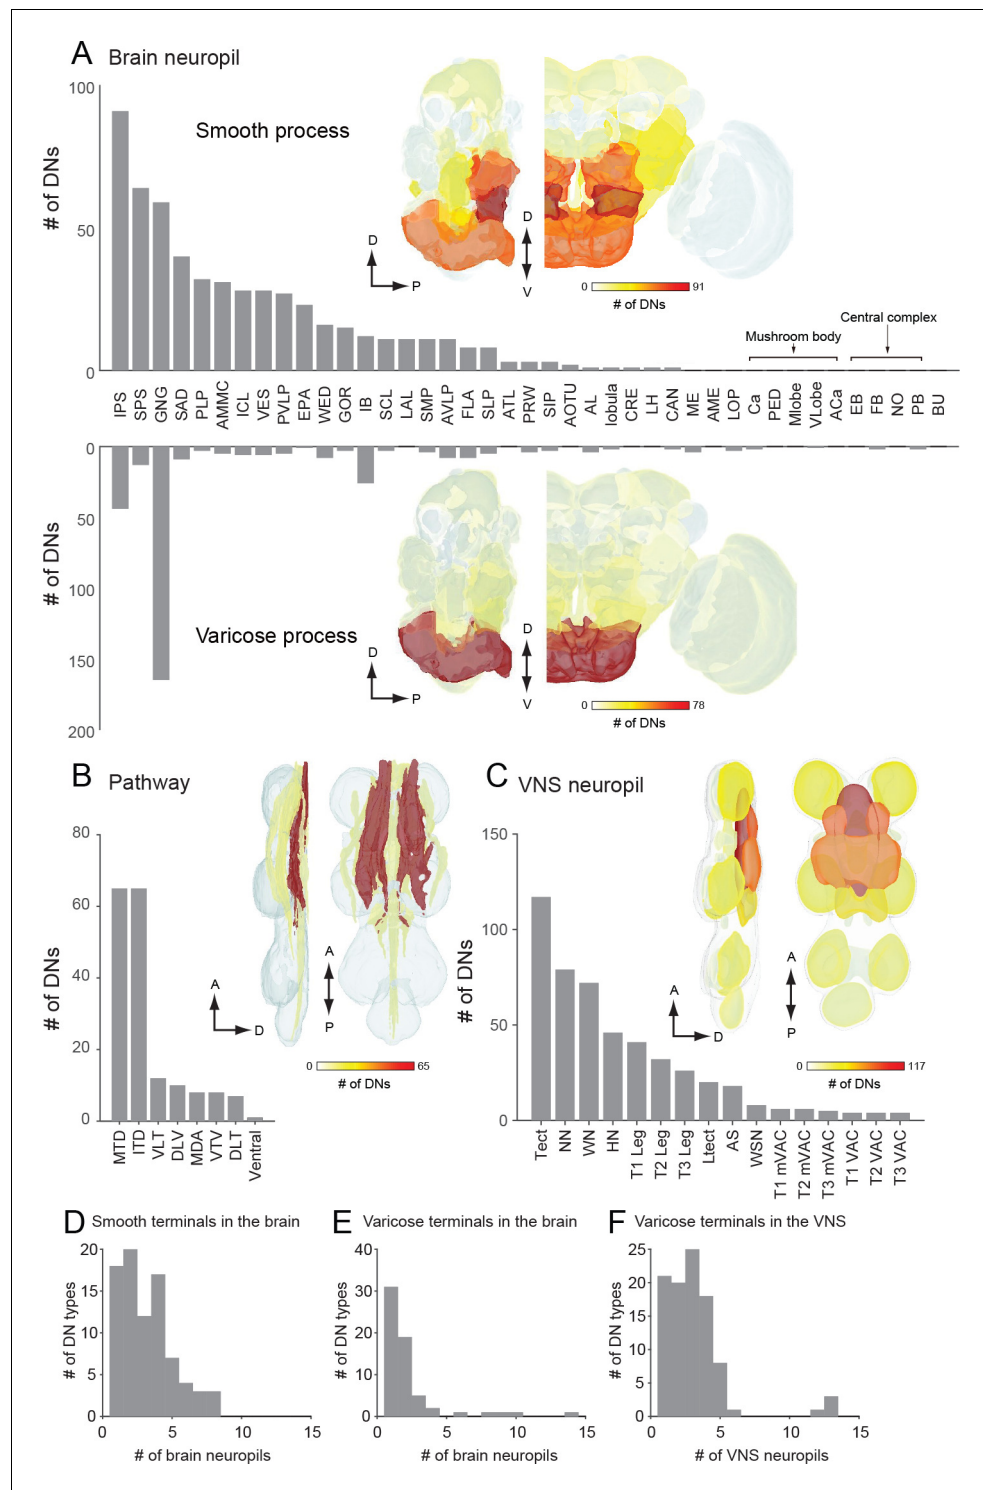 A Brain neuropil
100
Smooth process
# of DNs
50
0
D
P
D
V
0 91
# of DNs
Mushroom body
Central complex
IPS SPS GNG SAD PLP AMMC ICL VES PVLP EPA WED GOR IB SCL LAL SMP AVLP FLA SLP ATL PRW SIP AOTU AL lobula CRE LH CAN ME AME LOP Ca PED Mlobe VLobe ACa EB FB NO PB BU
0
50
# of DNs
100
150
200
Varicose process
D
P
D
V
0 78
# of DNs
B Pathway
80
60
# of DNs
40
20
0
A
D
A
P
0 65
# of DNs
MTD ITD VLT DLV MDA VTV DLT Ventral
C VNS neuropil
150
100
# of DNs
50
0
A
D
A
P
0 117
# of DNs
Tect NN WN HN T1 Leg T2 Leg T3 Leg Ltect AS WSN T1 mVAC T2 mVAC T3 mVAC T1 VAC T2 VAC T3 VAC
D Smooth terminals in the brain
20
15
10
5
0
# of DN types
0 5 10 15
# of brain neuropils
E Varicose terminals in the brain
40
30
20
10
0
# of DN types
0 5 10 15
# of brain neuropils
F Varicose terminals in the VNS
25
20
15
10
5
0
# of DN types
0 5 10 15
# of VNS neuropils